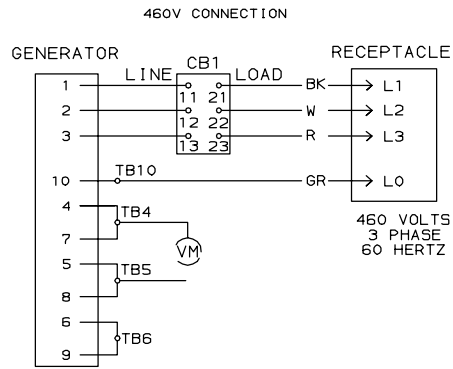 460V CONNECTION
GENERATOR
RECEPTACLE
CB1
LINE
LOAD
1
11
21
BK
L1
2
12
22
W
L2
3
13
23
R
L3
10
TB10
GR
L0
4
TB4
7
VM
460 VOLTS
3 PHASE
60 HERTZ
5
TB5
8
6
TB6
9